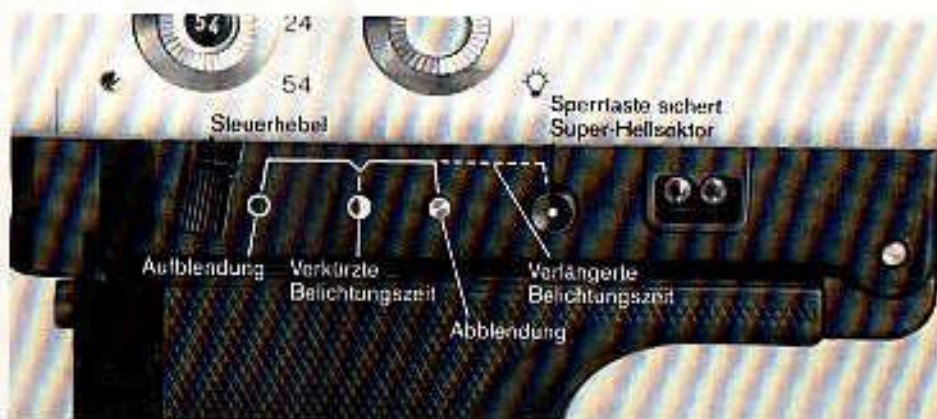 54
24
54
Steuerhebel
Sperrtaste sichert
Super-Hellsektor
Aufblendung
Verkürzte
Belichtungszeit
Verlängerte
Belichtungszeit
Abblendung